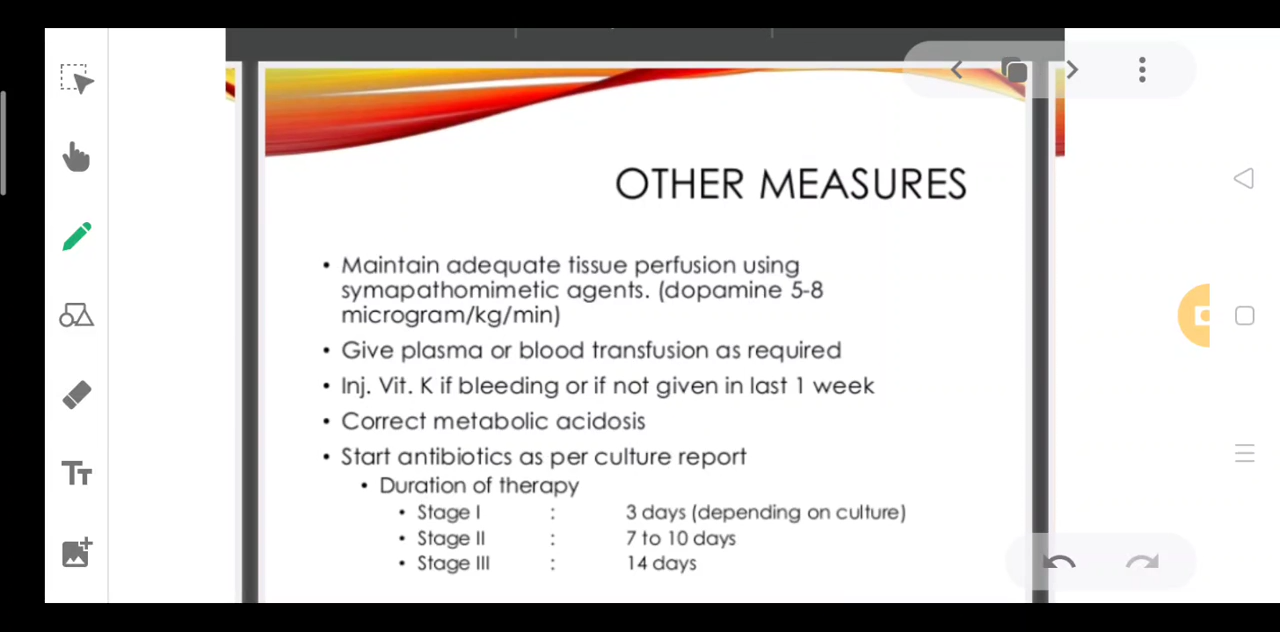 OTHER MEASURES
• Maintain adequate tissue perfusion using
symapathomimetic agents. (dopamine 5-8
microgram/kg/min)
• Give plasma or blood transfusion as required
• Inj. Vit. K if bleeding or if not given in last 1 week
• Correct metabolic acidosis
• Start antibiotics as per culture report
• Duration of therapy
• Stage I : 3 days (depending on culture)
• Stage II : 7 to 10 days
• Stage III : 14 days
TT